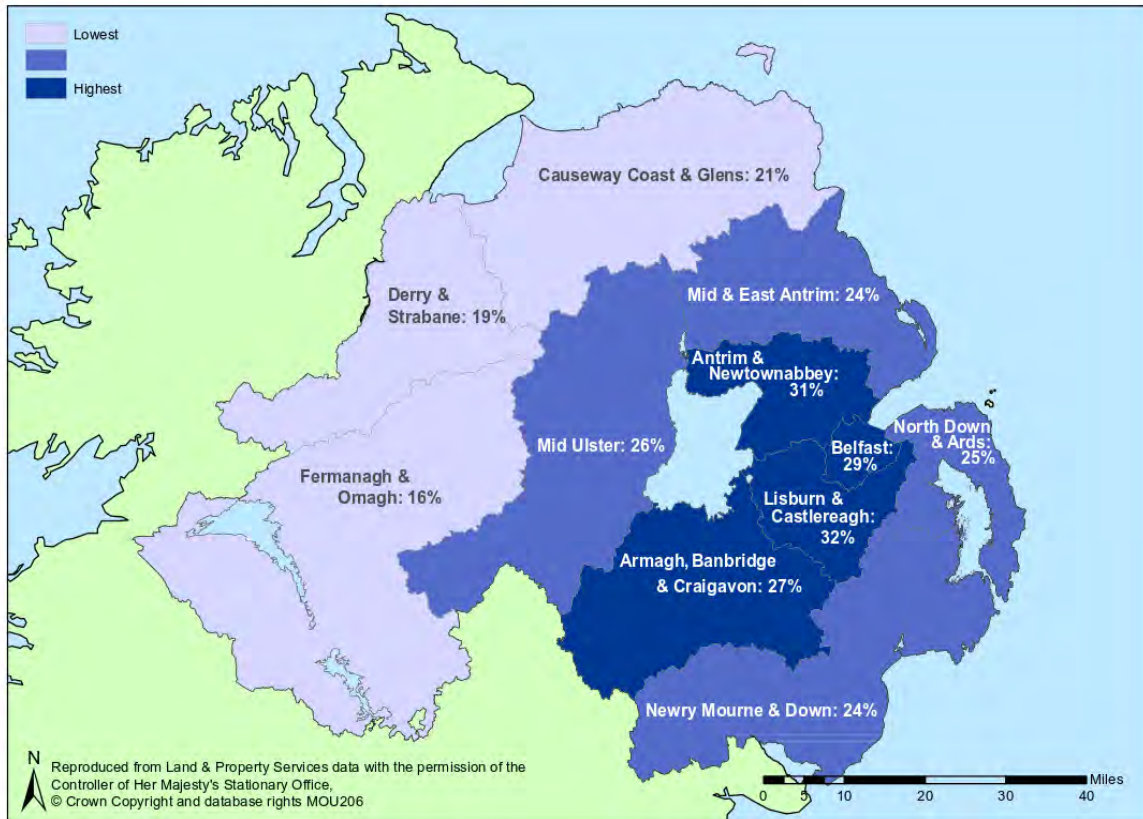 Lowest
Highest
Causeway Coast & Glens: 21%
Derry &
Strabane: 19%
Mid & East Antrim: 24%
Antrim &
Newtownabbey:
31%
Mid Ulster: 26%
Belfast:
29%
North Down
& Ards:
25%
Fermanagh &
Omagh: 16%
Lisburn &
Castlereagh:
32%
Armagh, Banbridge
& Craigavon: 27%
Newry Mourne & Down: 24%
N
Reproduced from Land & Property Services data with the permission of the
Controller of Her Majesty's Stationary Office,
© Crown Copyright and database rights MOU206
Miles
0 5 10 20 30 40